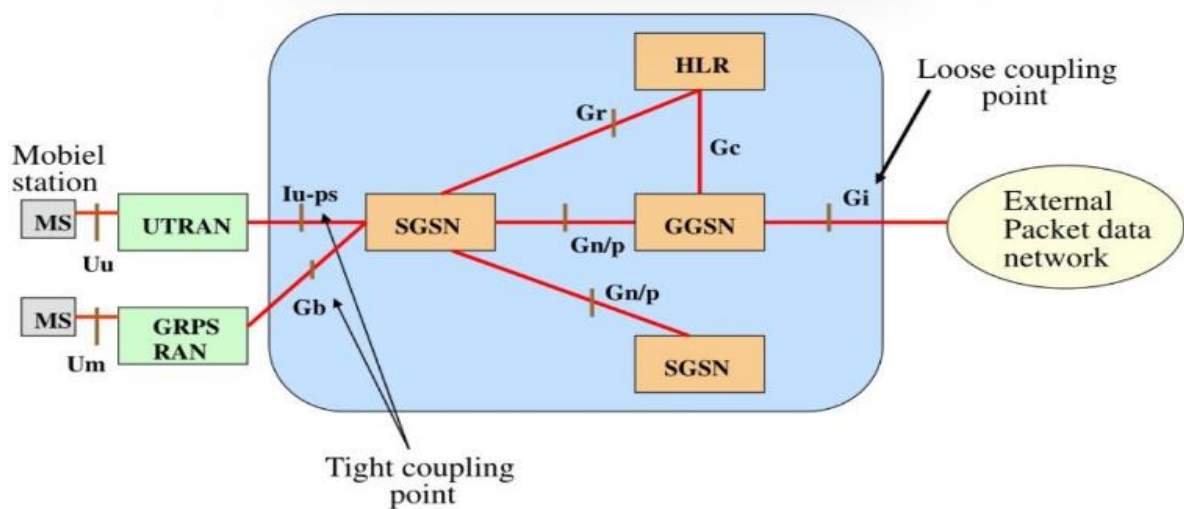 HLR
Loose coupling
point
Gr
Gc
Mobiel
station
Iu-ps
Gi
MS
UTRAN
SGSN
GGSN
External
Packet data
network
Uu
Gn/p
Gb
Gn/p
MS
GRPS
RAN
Um
SGSN
Tight coupling
point